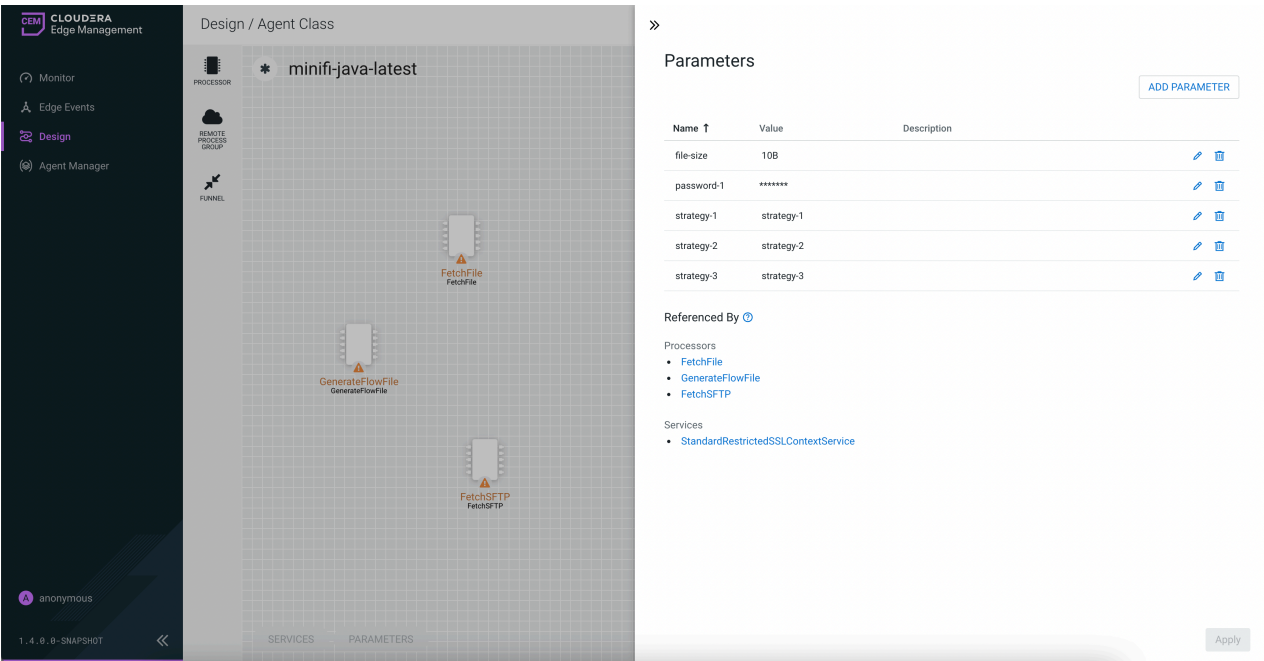 CEM
CLOUDERA
Edge Management
Monitor
Edge Events
Design
Agent Manager
A anonymous
1.4.0.0-SNAPSHOT
Design / Agent Class
PROCESSOR
REMOTE
PROCESS
GROUP
FUNNEL
minifi-java-latest
FetchFile
FetchFile
GenerateFlowFile
GenerateFlowFile
FetchSFTP
FetchSFTP
SERVICES PARAMETERS
Parameters
ADD PARAMETER
Name ↑ Value Description
file-size 10B
password-1 *******
strategy-1 strategy-1
strategy-2 strategy-2
strategy-3 strategy-3
Referenced By
Processors
• FetchFile
• GenerateFlowFile
• FetchSFTP
Services
• StandardRestrictedSSLContextService
Apply